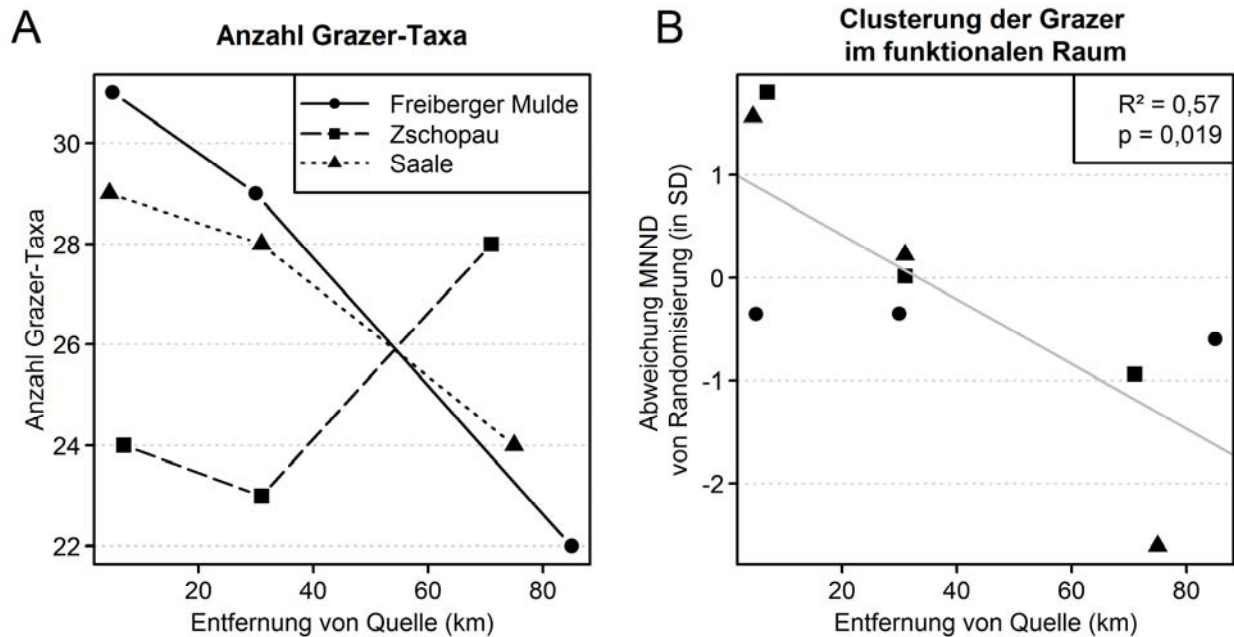 A
Anzahl Grazer-Taxa
Anzahl Grazer-Taxa
30
28
26
24
22
Freiberger Mulde
Zschopau
Saale
20
40
60
80
Entfernung von Quelle (km)
B
Clusterung der Grazer
im funktionalen Raum
Abweichung MNND
von Randomisierung (in SD)
1
0
-1
-2
R² = 0,57
p = 0,019
20
40
60
80
Entfernung von Quelle (km)